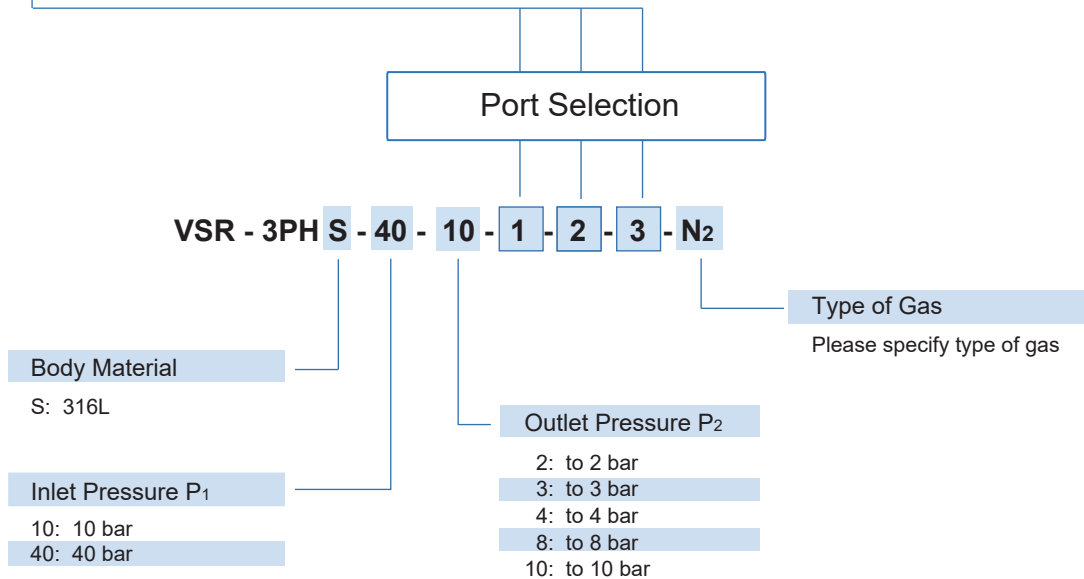 Port Selection
VSR - 3PH S - 40 - 10 - 1 - 2 - 3 - N2
Type of Gas
Please specify type of gas
Body Material
S: 316L
Outlet Pressure P2
2: to 2 bar
3: to 3 bar
4: to 4 bar
8: to 8 bar
10: to 10 bar
Inlet Pressure P1
10: 10 bar
40: 40 bar